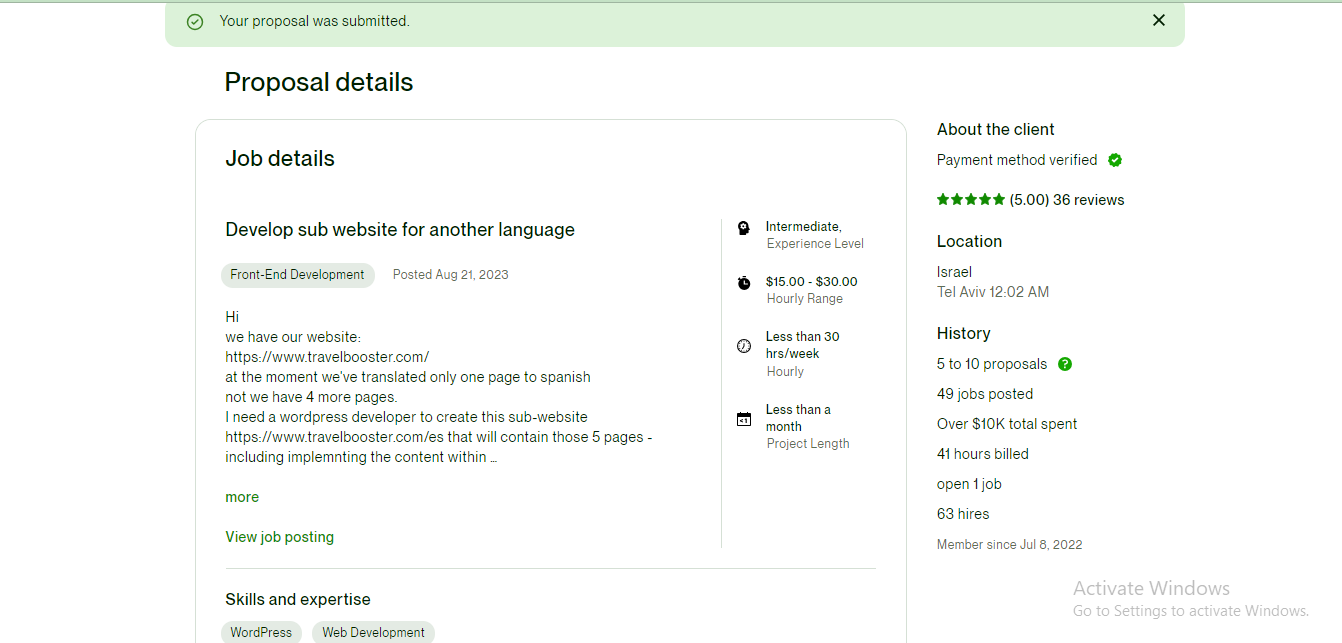 Your proposal was submitted.
Proposal details
Job details
Develop sub website for another language
Front-End Development
Posted Aug 21, 2023
Hi
we have our website:
https://www.travelbooster.com/
at the moment we've translated only one page to spanish
not we have 4 more pages.
I need a wordpress developer to create this sub-website
https://www.travelbooster.com/es that will contain those 5 pages -
including implemnting the content within ...
more
View job posting
Intermediate,
Experience Level
$15.00 - $30.00
Hourly Range
Less than 30
hrs/week
Hourly
Less than a
month
Project Length
Skills and expertise
WordPress
Web Development
About the client
Payment method verified
(5.00) 36 reviews
Location
Israel
Tel Aviv 12:02 AM
History
5 to 10 proposals
49 jobs posted
Over $10K total spent
41 hours billed
open 1 job
63 hires
Member since Jul 8, 2022
Activate Windows
Go to Settings to activate Windows.